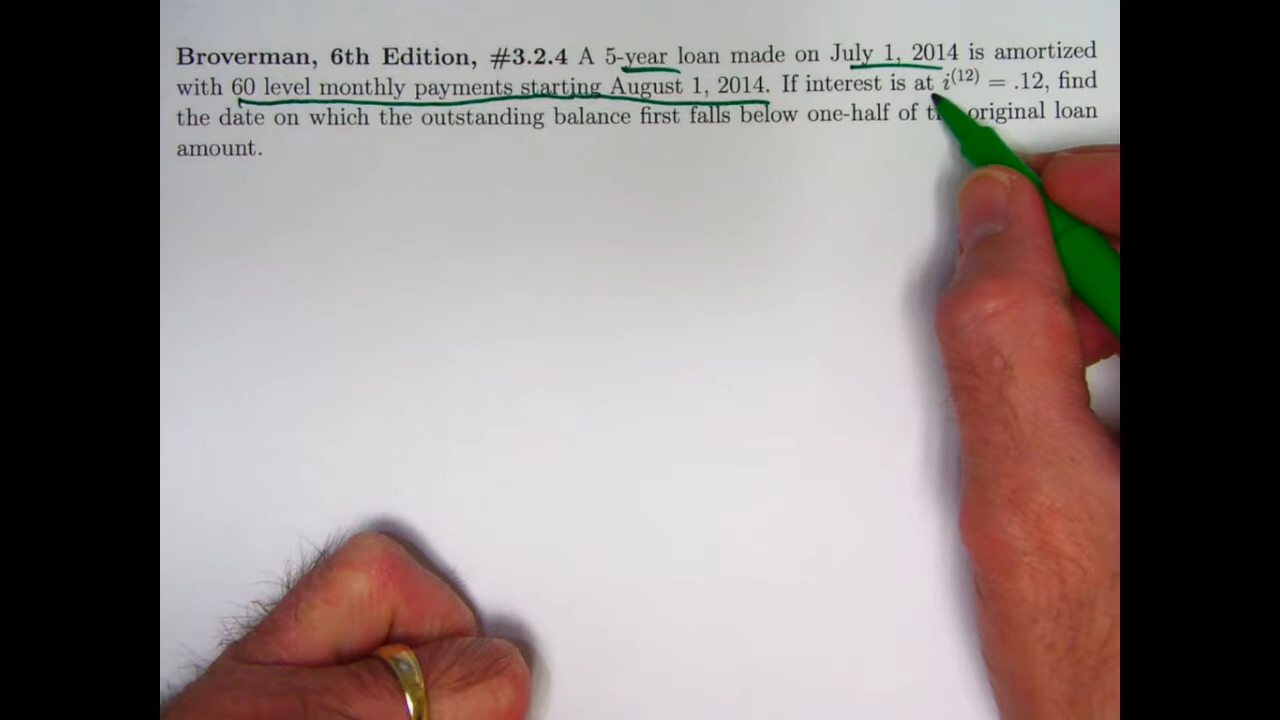 Broverman, 6th Edition, #3.2.4 A 5-year loan made on July 1, 2014 is amortized
with 60 level monthly payments starting August 1, 2014. If interest is at i^(12) = .12, find
the date on which the outstanding balance first falls below one-half of original loan
amount.